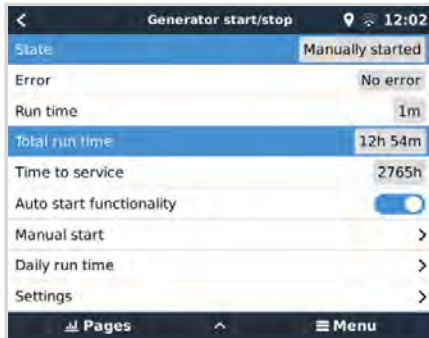 Generator start/stop 12:02
State Manually started
Error No error
Run time 1m
Total run time 12h 54m
Time to service 2765h
Auto start functionality
Manual start
Daily run time
Settings
Pages Menu